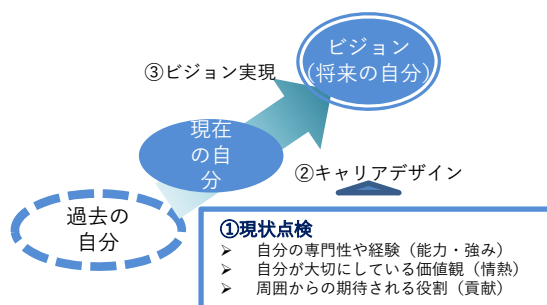 ビジョン
(将来の自分)
③ビジョン実現
現在
の自
分
②キャリアデザイン
過去の
自分
①現状点検
➢ 自分の専門性や経験（能力・強み）
➢ 自分が大切にしている価値観（情熱）
➢ 周囲からの期待される役割（貢献）